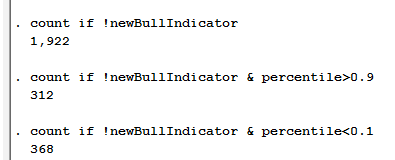 . count if !newBullIndicator
1,922
. count if !newBullIndicator & percentile>0.9
312
. count if !newBullIndicator & percentile<0.1
368